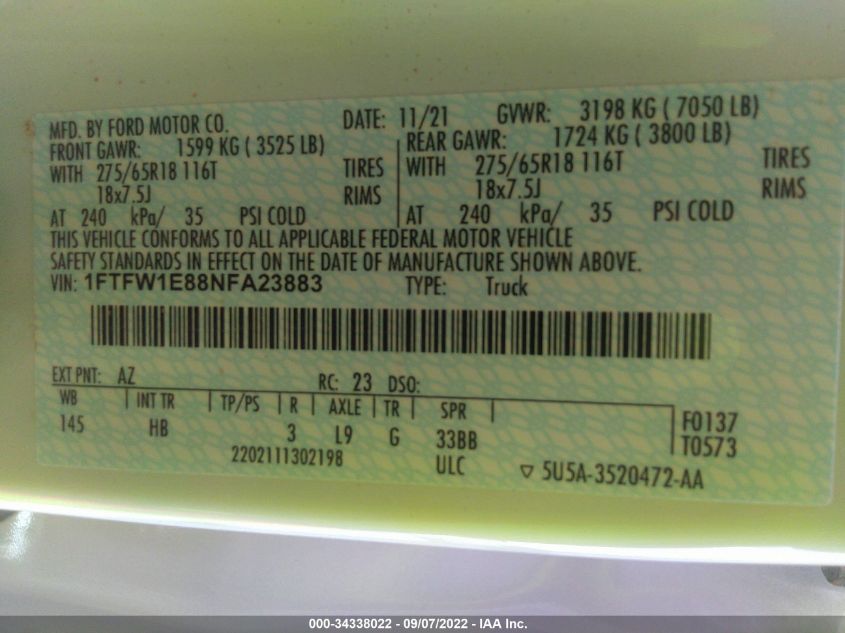 MFD. BY FORD MOTOR CO. DATE: 11/21 GVWR: 3198 KG ( 7050 LB)
FRONT GAWR: 1599 KG ( 3525 LB) REAR GAWR: 1724 KG ( 3800 LB)
WITH 275/65R18 116T TIRES WITH 275/65R18 116T TIRES
18x7.5J RIMS 18x7.5J RIMS
AT 240 kPa/ 35 PSI COLD AT 240 kPa/ 35 PSI COLD
THIS VEHICLE CONFORMS TO ALL APPLICABLE FEDERAL MOTOR VEHICLE
SAFETY STANDARDS IN EFFECT ON THE DATE OF MANUFACTURE SHOWN ABOVE.
VIN: 1FTFW1E88NFA23883 TYPE: Truck
EXT PNT: AZ RC: 23 DSO:
WB INT TR TP/PS R AXLE TR SPR F0137
145 HB 3 L9 G 33BB T0573
2202111302198 ULC ▽ 5U5A-3520472-AA
000-34338022 - 09/07/2022 - IAA Inc.